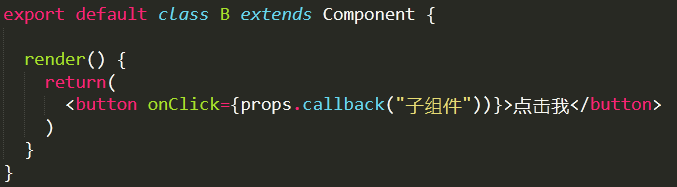 export default class B extends Component {
render() {
return(
<button onClick={props.callback("子组件"))}>点击我</button>
)
}
}